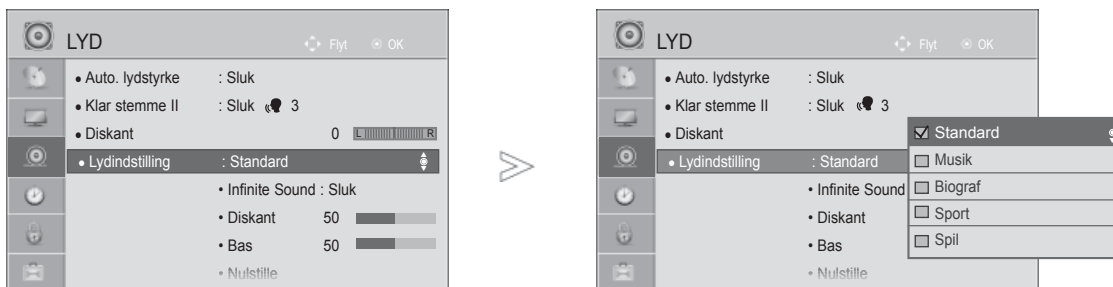 LYD
Flyt OK
• Auto. lydstyrke : Sluk
• Klar stemme II : Sluk 3
• Diskant 0 L R
• Lydindstilling : Standard
• Infinite Sound : Sluk
• Diskant 50
• Bas 50
• Nulstille
LYD
Flyt OK
• Auto. lydstyrke : Sluk
• Klar stemme II : Sluk 3
• Diskant
• Lydindstilling : Standard
• Infinite Sound
• Diskant
• Bas
• Nulstille
Standard
Musik
Biograf
Sport
Spil